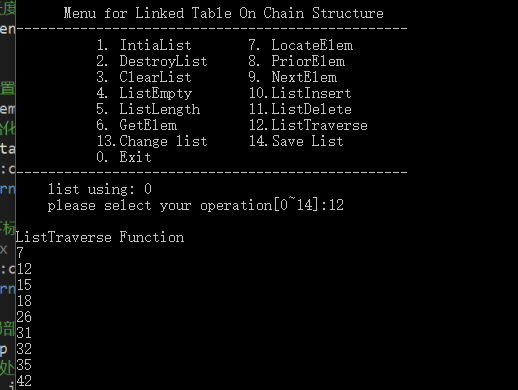 Menu for Linked Table On Chain Structure
-------------------------------------------------
1. IntiaList 7. LocateElem
2. DestroyList 8. PriorElem
3. ClearList 9. NextElem
4. ListEmpty 10.ListInsert
5. ListLength 11.ListDelete
6. GetElem 12.ListTraverse
13.Change list 14.Save List
0. Exit
-------------------------------------------------
list using: 0
please select your operation[0~14]:12
ListTraverse Function
7
12
15
18
26
31
32
35
42